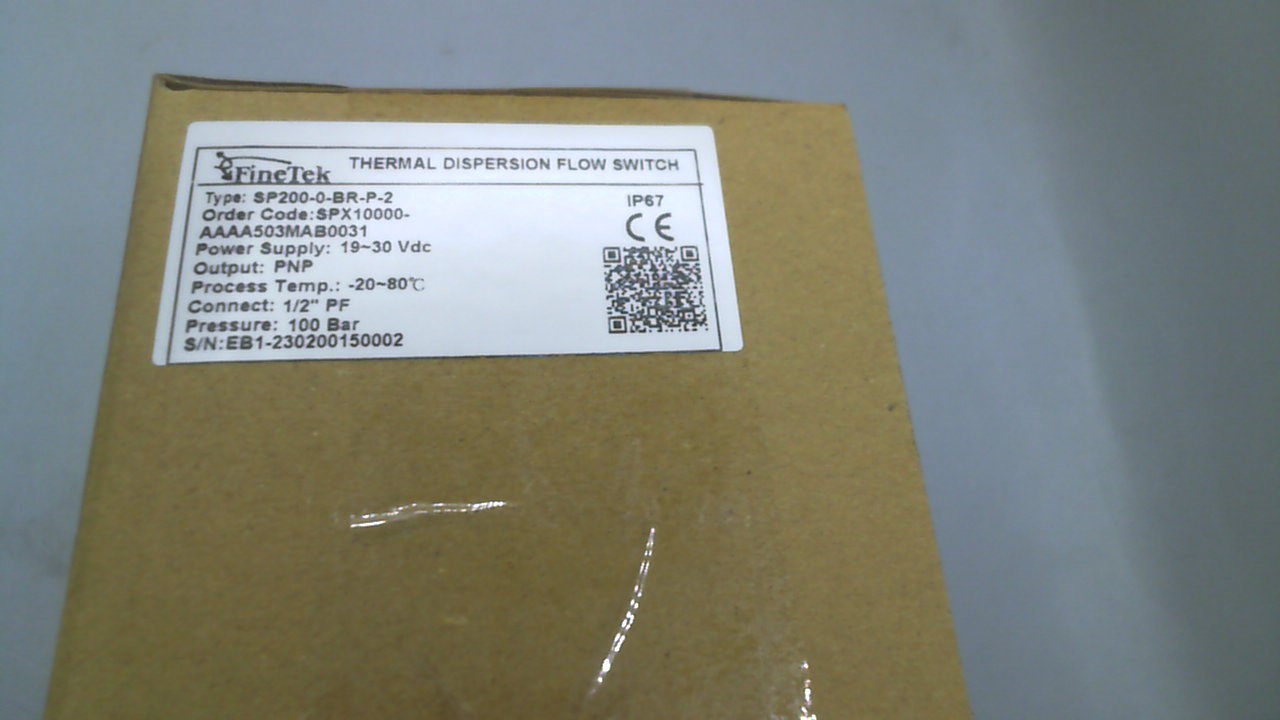 FineTek THERMAL DISPERSION FLOW SWITCH
Type: SP200-0-BR-P-2
Order Code:SPX10000-
AAAA503MAB0031
Power Supply: 19~30 Vdc
Output: PNP
Process Temp.: -20~80℃
Connect: 1/2" PF
Pressure: 100 Bar
S/N:EB1-230200150002
IP67
CE